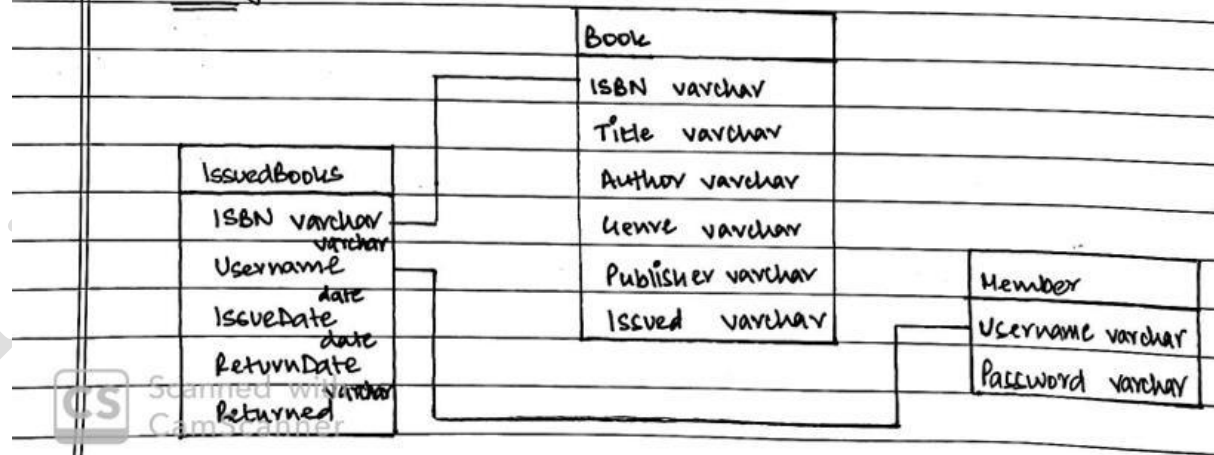 Book
ISBN varchar
Title varchar
Author varchar
Genre varchar
Publisher varchar
Issued varchar
IssuedBooks
ISBN varchar
Username varchar
IssueDate date
ReturnDate date
Returned varchar
Member
Username varchar
Password varchar
CS Scanned with
CamScanner